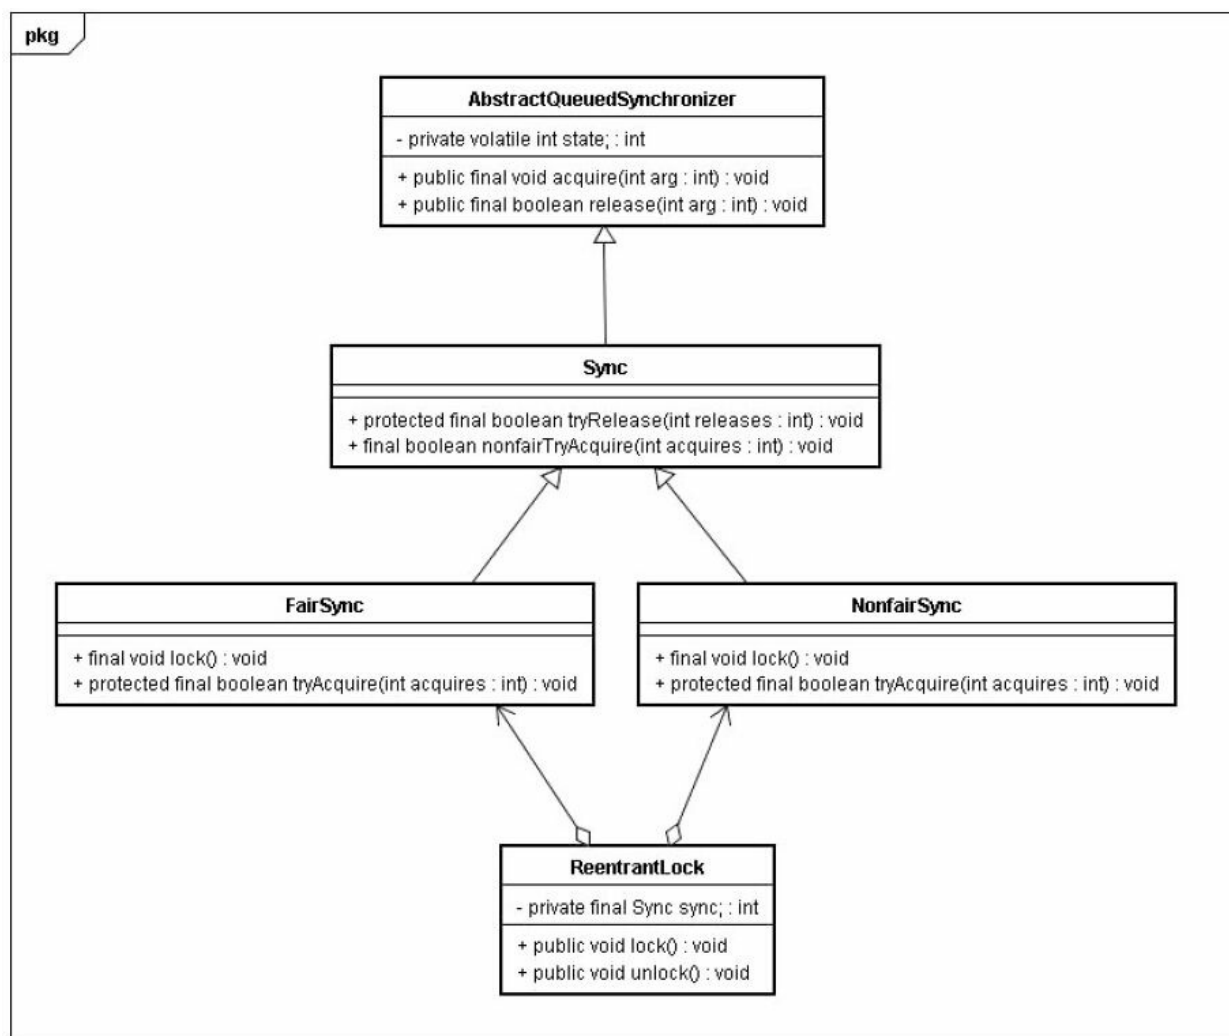 pkg
AbstractQueuedSynchronizer
- private volatile int state; : int
+ public final void acquire(int arg : int) : void
+ public final boolean release(int arg : int) : void
Sync
+ protected final boolean tryRelease(int releases : int) : void
+ final boolean nonfairTryAcquire(int acquires : int) : void
FairSync
+ final void lock() : void
+ protected final boolean tryAcquire(int acquires : int) : void
NonfairSync
+ final void lock() : void
+ protected final boolean tryAcquire(int acquires : int) : void
ReentrantLock
- private final Sync sync; : int
+ public void lock() : void
+ public void unlock() : void